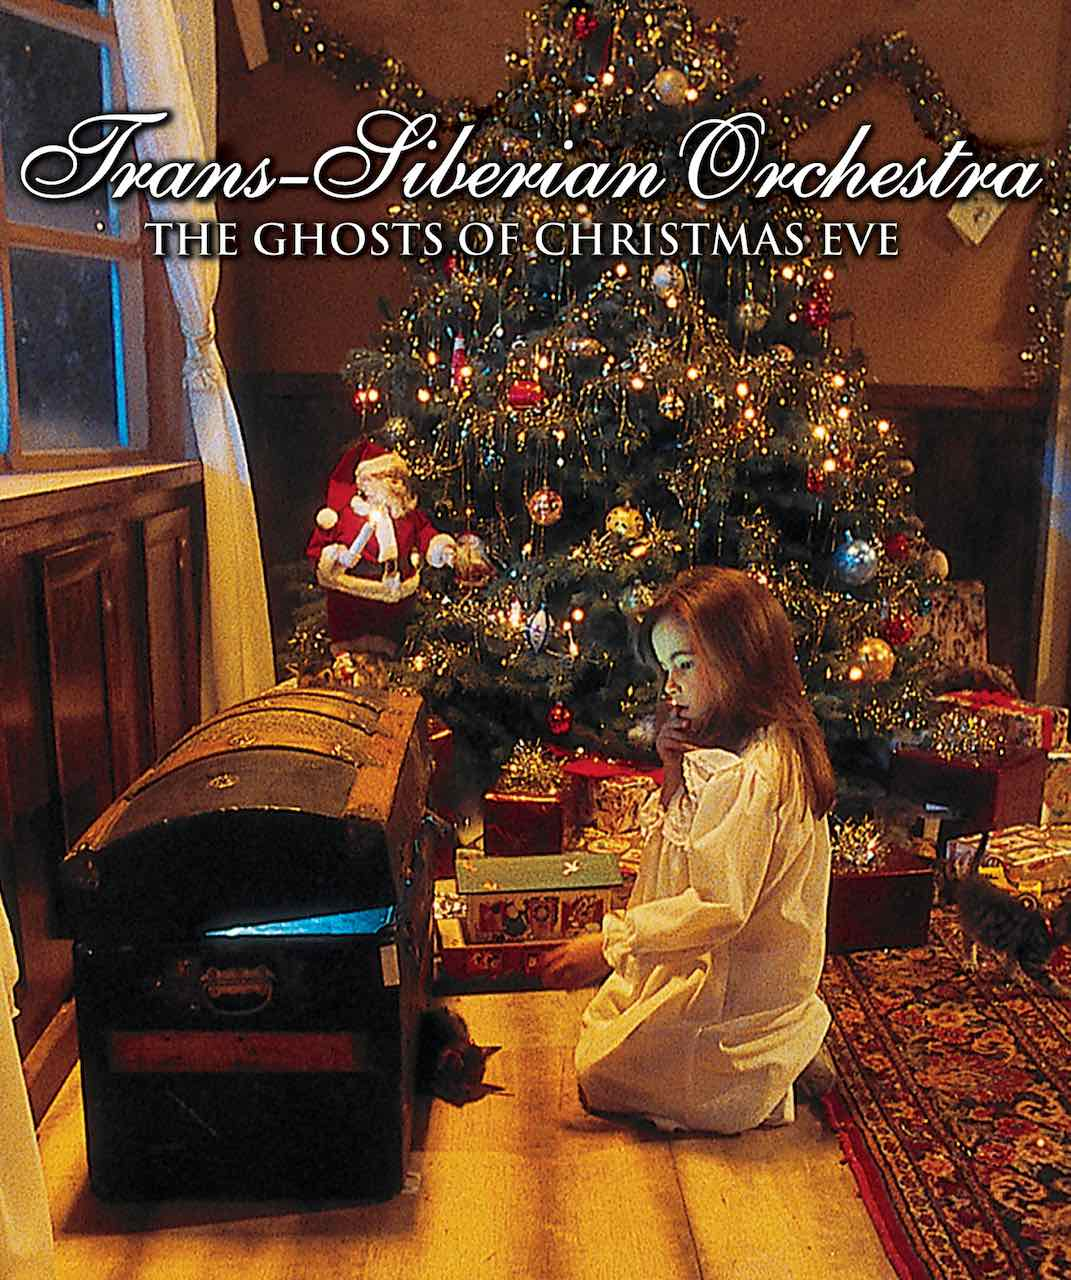 Trans-Siberian Orchestra
THE GHOSTS OF CHRISTMAS EVE